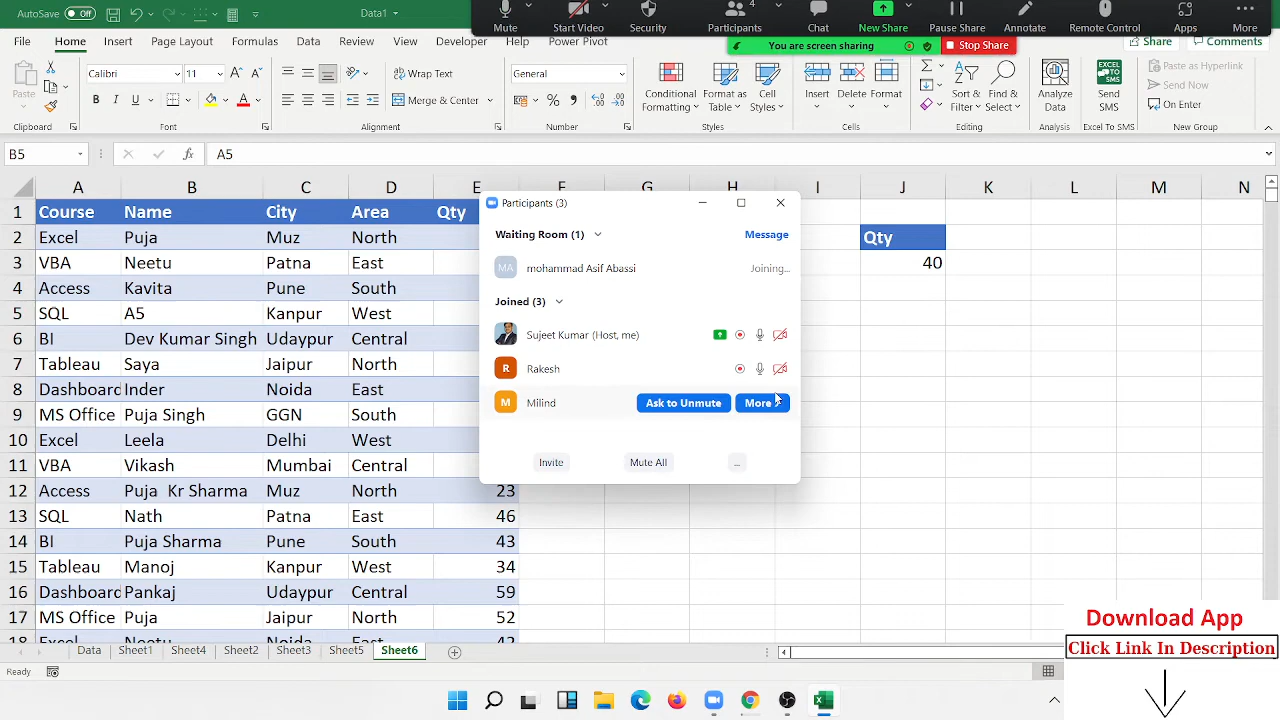 AutoSave Off
Data1
4
Mute
Start Video
Security
Participants
Chat
New Share
Pause Share
Annotate
Remote Control
Apps
More
You are screen sharing
Stop Share
File
Home
Insert
Page Layout
Formulas
Data
Review
View
Developer
Help
Power Pivot
Share
Comments
Paste
Calibri
11
B I U
Wrap Text
Merge & Center
General
Conditional
Formatting
Format as
Table
Cell
Styles
Insert
Delete
Format
Sort &
Filter
Find &
Select
Analyze
Data
Send
SMS
Paste as Hyperlink
Send Now
On Enter
Clipboard
Font
Alignment
Number
Styles
Cells
Editing
Analysis
Excel To SMS
New Group
B5
fx
A5
A B C D E F G H I J K L M N
1 Course Name City Area Qty
2 Excel Puja Muz North Qty
3 VBA Neetu Patna East 40
4 Access Kavita Pune South
5 SQL A5 Kanpur West
6 BI Dev Kumar Singh Udaypur Central
7 Tableau Saya Jaipur North
8 Dashboard Inder Noida East
9 MS Office Puja Singh GGN South
10 Excel Leela Delhi West
11 VBA Vikash Mumbai Central
12 Access Puja Kr Sharma Muz North 23
13 SQL Nath Patna East 46
14 BI Puja Sharma Pune South 43
15 Tableau Manoj Kanpur West 34
16 Dashboard Pankaj Udaypur Central 59
17 MS Office Puja Jaipur North 52
18 Excel Neetu Noida East 42
Participants (3)
Waiting Room (1)
Message
MA mohammad Asif Abassi Joining...
Joined (3)
Sujeet Kumar (Host, me)
R Rakesh
M Milind Ask to Unmute More
Invite
Mute All
...
Data
Sheet1
Sheet4
Sheet2
Sheet3
Sheet5
Sheet6
Ready
Download App
Click Link In Description